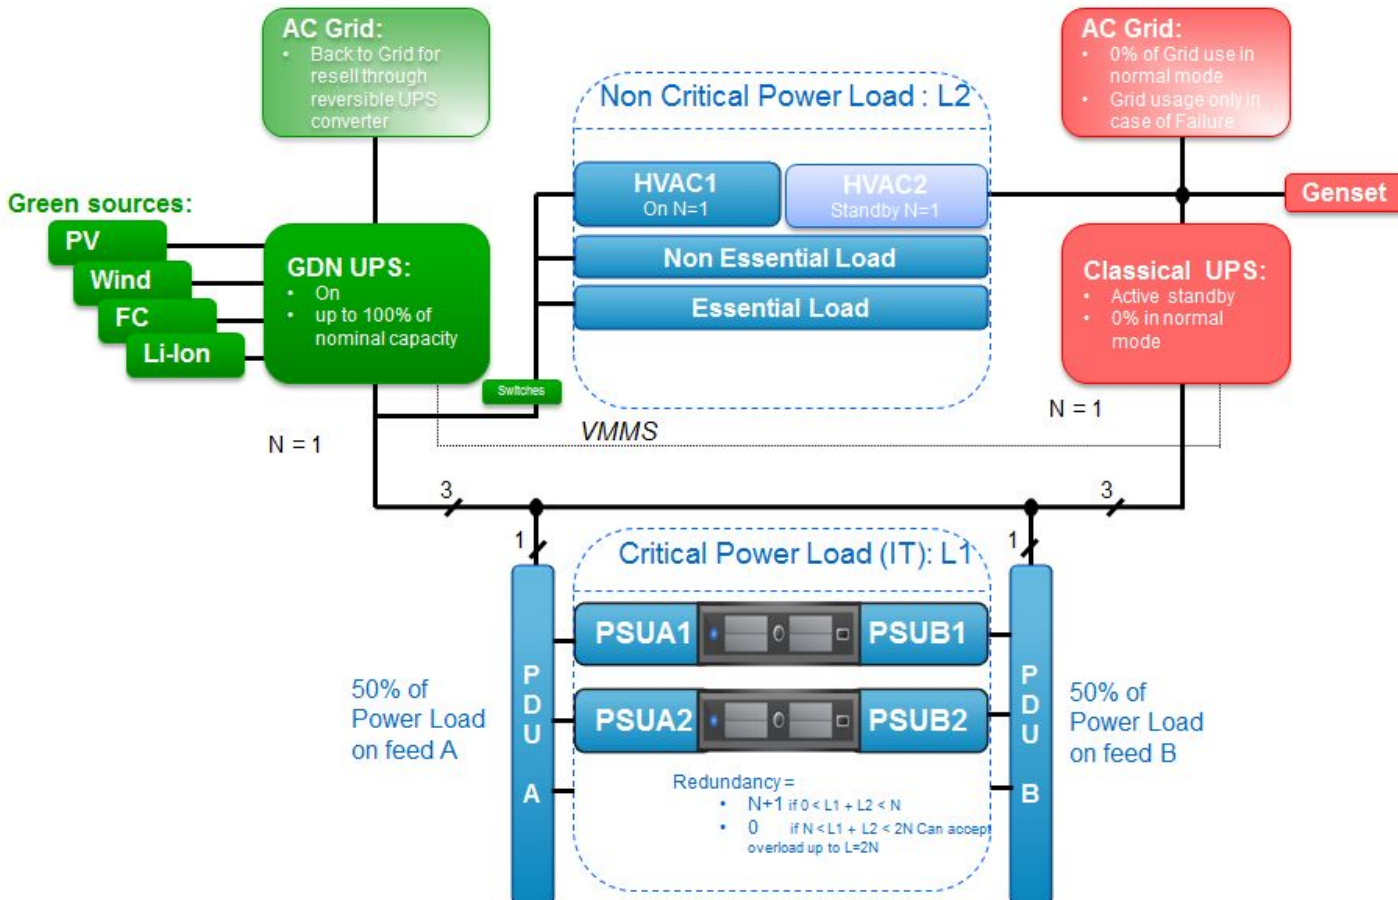 AC Grid:
• Back to Grid for
resell through
reversible UPS
converter
Non Critical Power Load : L2
AC Grid:
• 0% of Grid use in
normal mode
• Grid usage only in
case of Failure
HVAC1
On N=1
HVAC2
Standby N=1
Genset
Green sources:
PV
Wind
FC
Li-Ion
GDN UPS:
• On
• up to 100% of
nominal capacity
Non Essential Load
Essential Load
Classical UPS:
• Active standby
• 0% in normal
mode
Switches
N = 1
VMMS
N = 1
3
3
1
1
Critical Power Load (IT): L1
PSUA1
PSUB1
PSUA2
PSUB2
P
D
U
A
P
D
U
B
50% of
Power Load
on feed A
50% of
Power Load
on feed B
Redundancy =
• N+1 if 0 < L1 + L2 < N
• 0 if N < L1 + L2 < 2N Can accept
overload up to L=2N